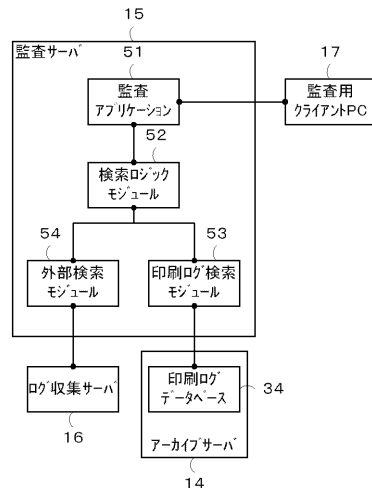 15
監査サーバ
51
17
監査
アプリケーション
監査用
クライアントPC
52
検索ロジック
モジュール
54
53
外部検索
モジュール
印刷ログ検索
モジュール
ログ収集サーバ
16
印刷ログ
データベース
34
アーカイブサーバ
14